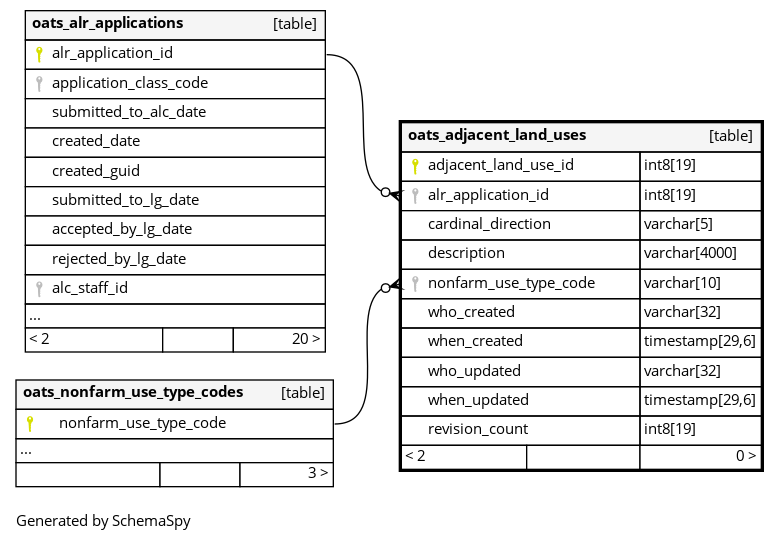 oats_alr_applications [table]
alr_application_id
application_class_code
submitted_to_alc_date
created_date
created_guid
submitted_to_lg_date
accepted_by_lg_date
rejected_by_lg_date
alc_staff_id
...
< 2 20 >
oats_adjacent_land_uses [table]
adjacent_land_use_id int8[19]
alr_application_id int8[19]
cardinal_direction varchar[5]
description varchar[4000]
nonfarm_use_type_code varchar[10]
who_created varchar[32]
when_created timestamp[29,6]
who_updated varchar[32]
when_updated timestamp[29,6]
revision_count int8[19]
< 2 0 >
oats_nonfarm_use_type_codes [table]
nonfarm_use_type_code
...
3 >
Generated by SchemaSpy